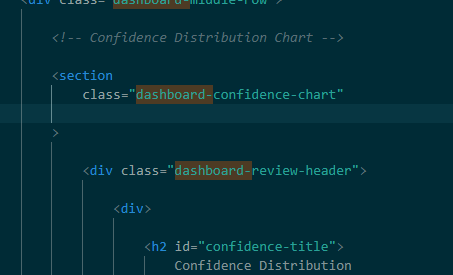 <div class="dashboard-middle-row">
<!-- Confidence Distribution Chart -->
<section
class="dashboard-confidence-chart"
>
<div class="dashboard-review-header">
<div>
<h2 id="confidence-title">
Confidence Distribution